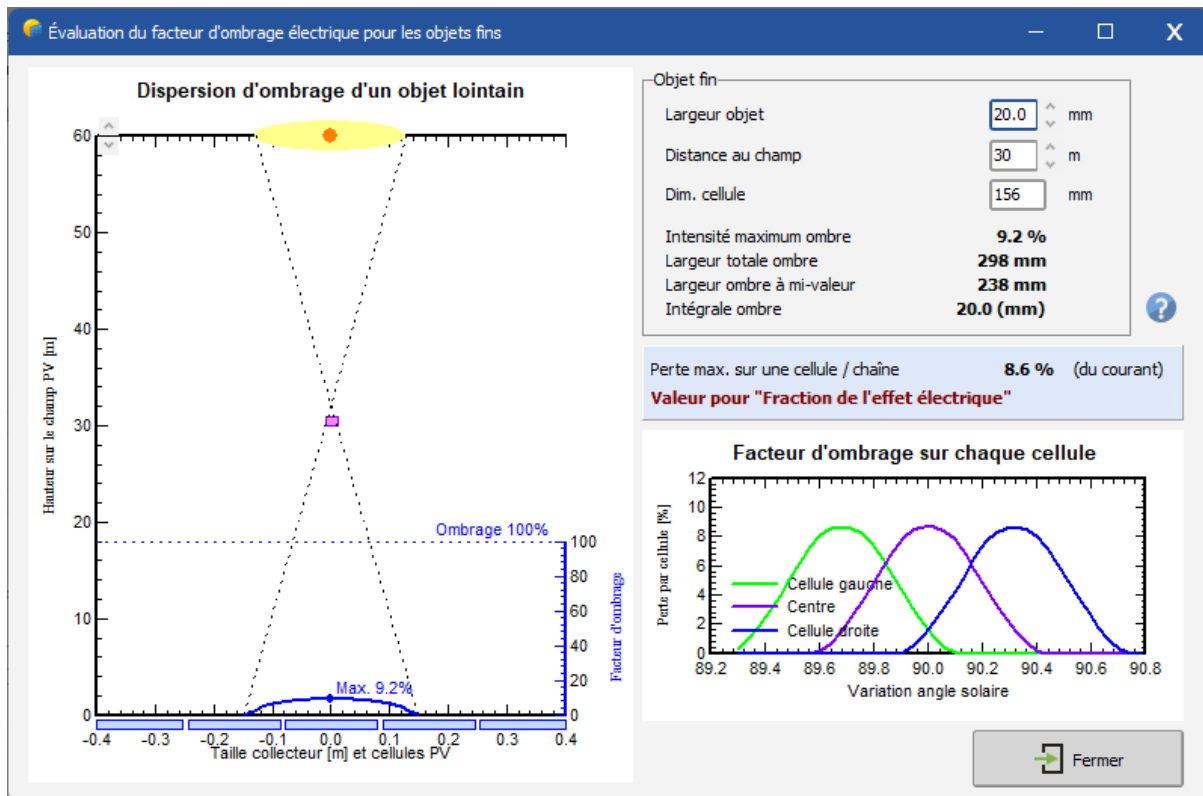 Évaluation du facteur d'ombrage électrique pour les objets fins
Dispersion d'ombrage d'un objet lointain
60
50
40
30
20
10
0
Hauteur sur le champ PV [m]
Ombrage 100%
100
80
60
40
20
0
Facteur d'ombrage
Max. 9.2%
-0.4 -0.3 -0.2 -0.1 0.0 0.1 0.2 0.3 0.4
Taille collecteur [m] et cellules PV
Objet fin
Largeur objet 20.0 mm
Distance au champ 30 m
Dim. cellule 156 mm
Intensité maximum ombre 9.2 %
Largeur totale ombre 298 mm
Largeur ombre à mi-valeur 238 mm
Intégrale ombre 20.0 (mm)
?
Perte max. sur une cellule / chaîne 8.6 % (du courant)
Valeur pour "Fraction de l'effet électrique"
Facteur d'ombrage sur chaque cellule
12
10
8
6
4
2
0
Perte par cellule [%]
Cellule gauche
Centre
Cellule droite
89.2 89.4 89.6 89.8 90.0 90.2 90.4 90.6 90.8
Variation angle solaire
Fermer